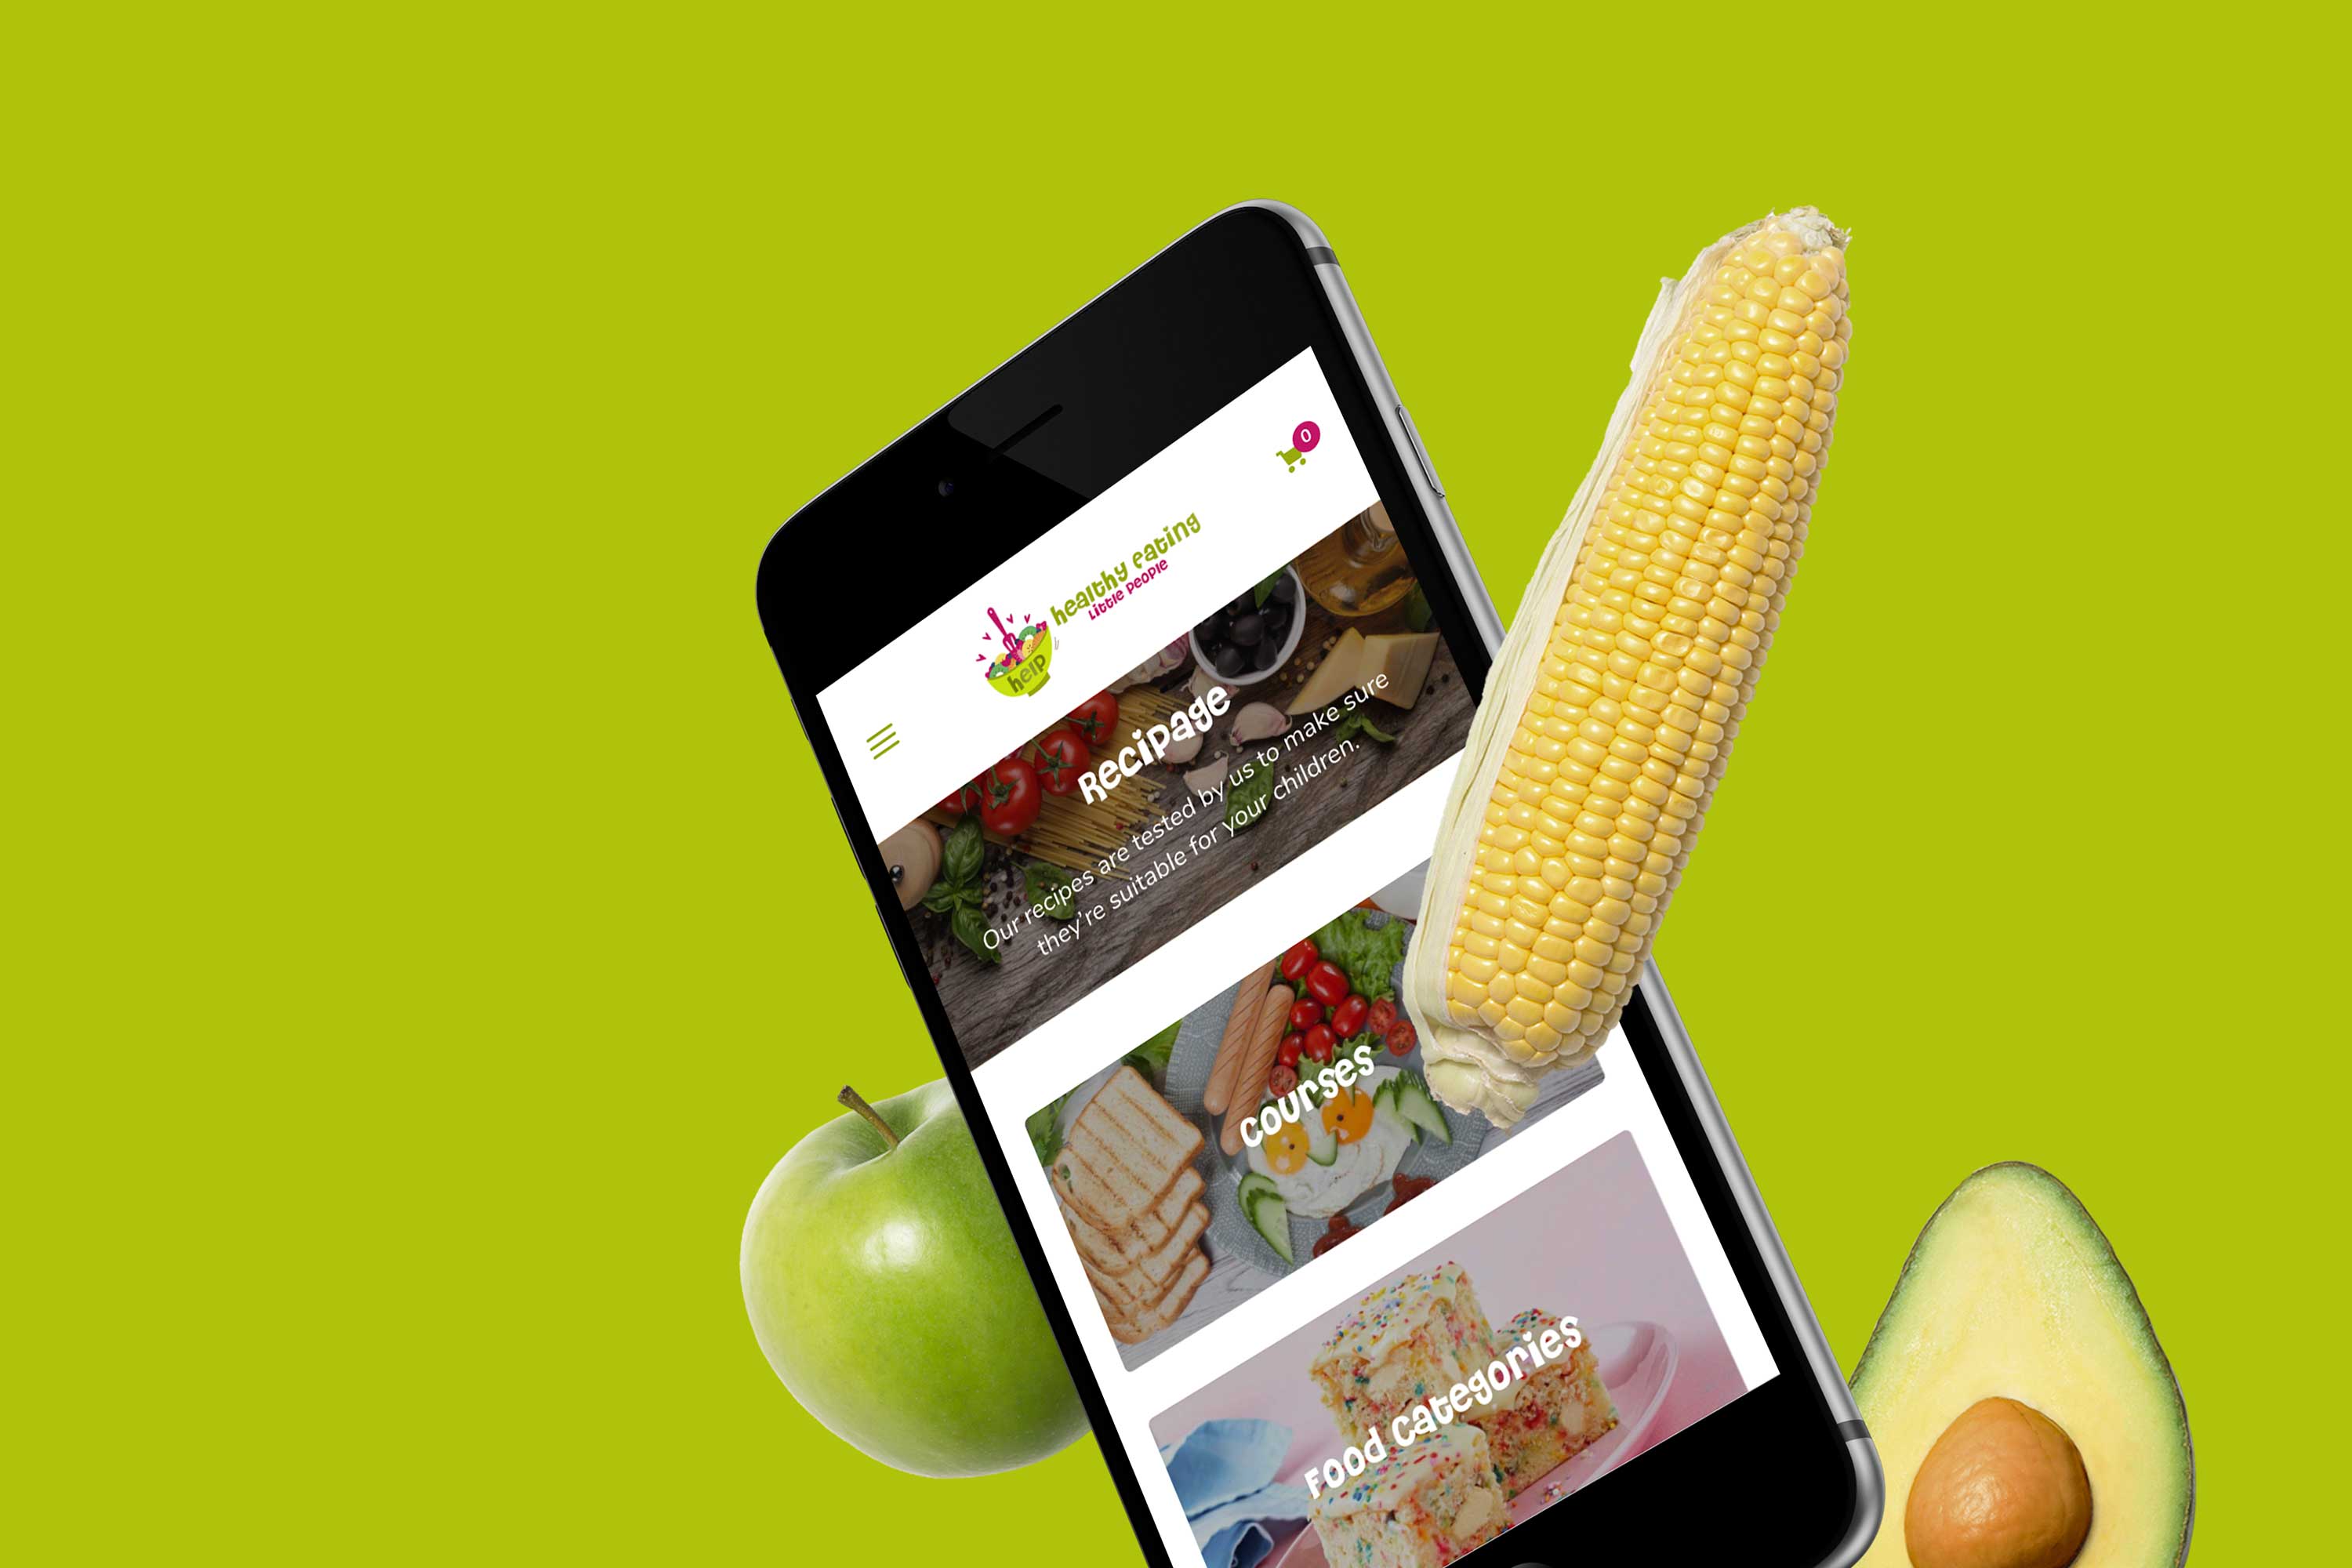 0
healthy eating
Little People
help
Recipage
Our recipes are tested by us to make sure
they're suitable for your children.
courses
Food Categories